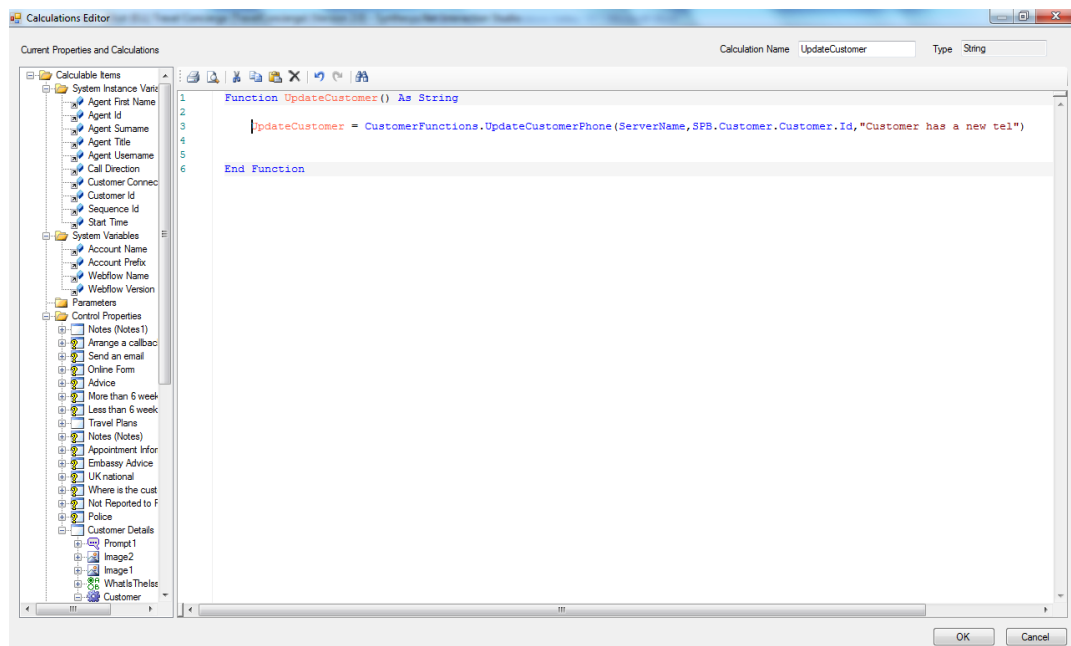 Calculations Editor
Current Properties and Calculations
Calculation Name UpdateCustomer Type String
Calculable Items
System Instance Varia
Agent First Name
Agent Id
Agent Surname
Agent Title
Agent Username
Call Direction
Customer Connec
Customer Id
Sequence Id
Start Time
System Variables
Account Name
Account Prefix
Webflow Name
Webflow Version
Parameters
Control Properties
Notes (Notes1)
Arrange a callbac
Send an email
Online Form
Advice
More than 6 week
Less than 6 week
Travel Plans
Notes (Notes)
Appointment Infor
Embassy Advice
UK national
Where is the cust
Not Reported to P
Police
Customer Details
Prompt1
Image2
Image1
WhatIsTheIss
Customer
1 Function UpdateCustomer() As String
2
3 UpdateCustomer = CustomerFunctions.UpdateCustomerPhone(ServerName,SPB.Customer.Customer.Id,"Customer has a new tel")
4
5
6 End Function
OK Cancel